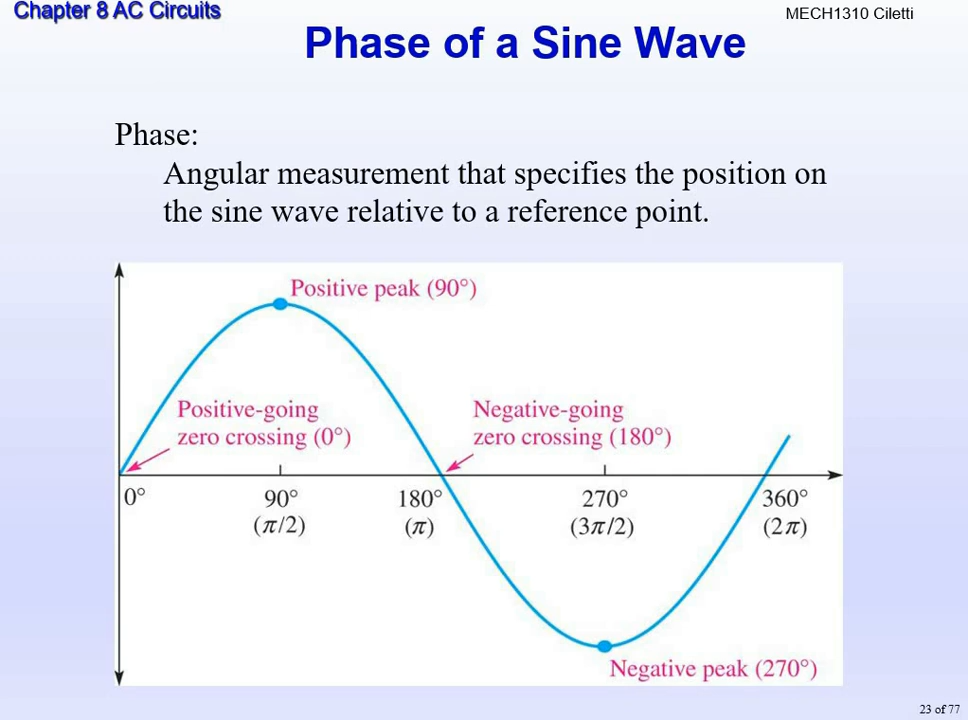 Chapter 8 AC Circuits
MECH1310 Ciletti
Phase of a Sine Wave
Phase:
Angular measurement that specifies the position on
the sine wave relative to a reference point.
Positive peak (90°)
Positive-going
zero crossing (0°)
Negative-going
zero crossing (180°)
0°
90°
(π/2)
180°
(π)
270°
(3π/2)
360°
(2π)
Negative peak (270°)
23 of 77